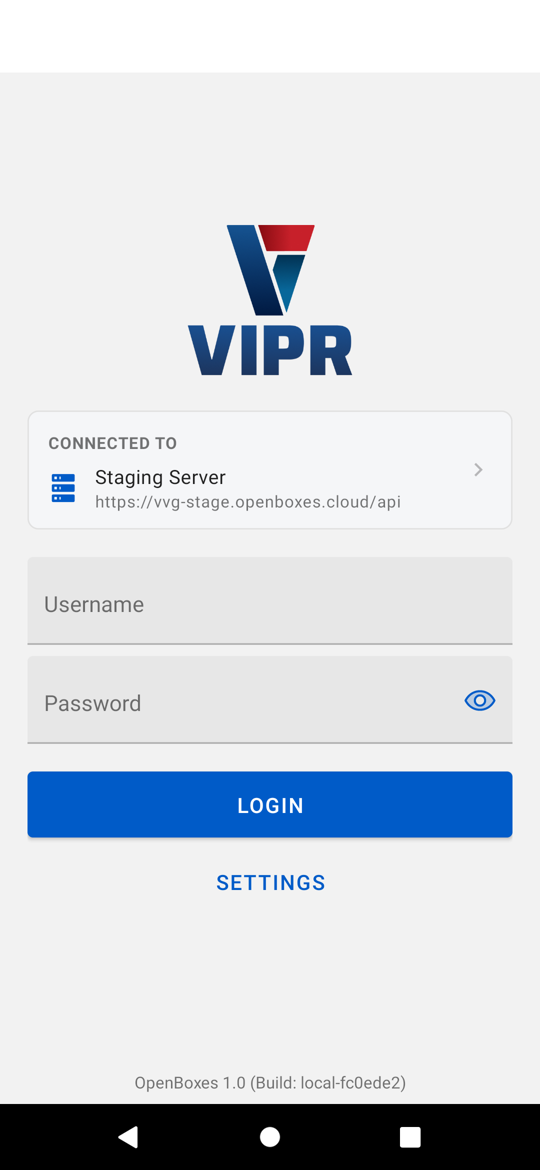 VIPR
CONNECTED TO
Staging Server
https://vvg-stage.openboxes.cloud/api
Username
Password
LOGIN
SETTINGS
OpenBoxes 1.0 (Build: local-fc0ede2)